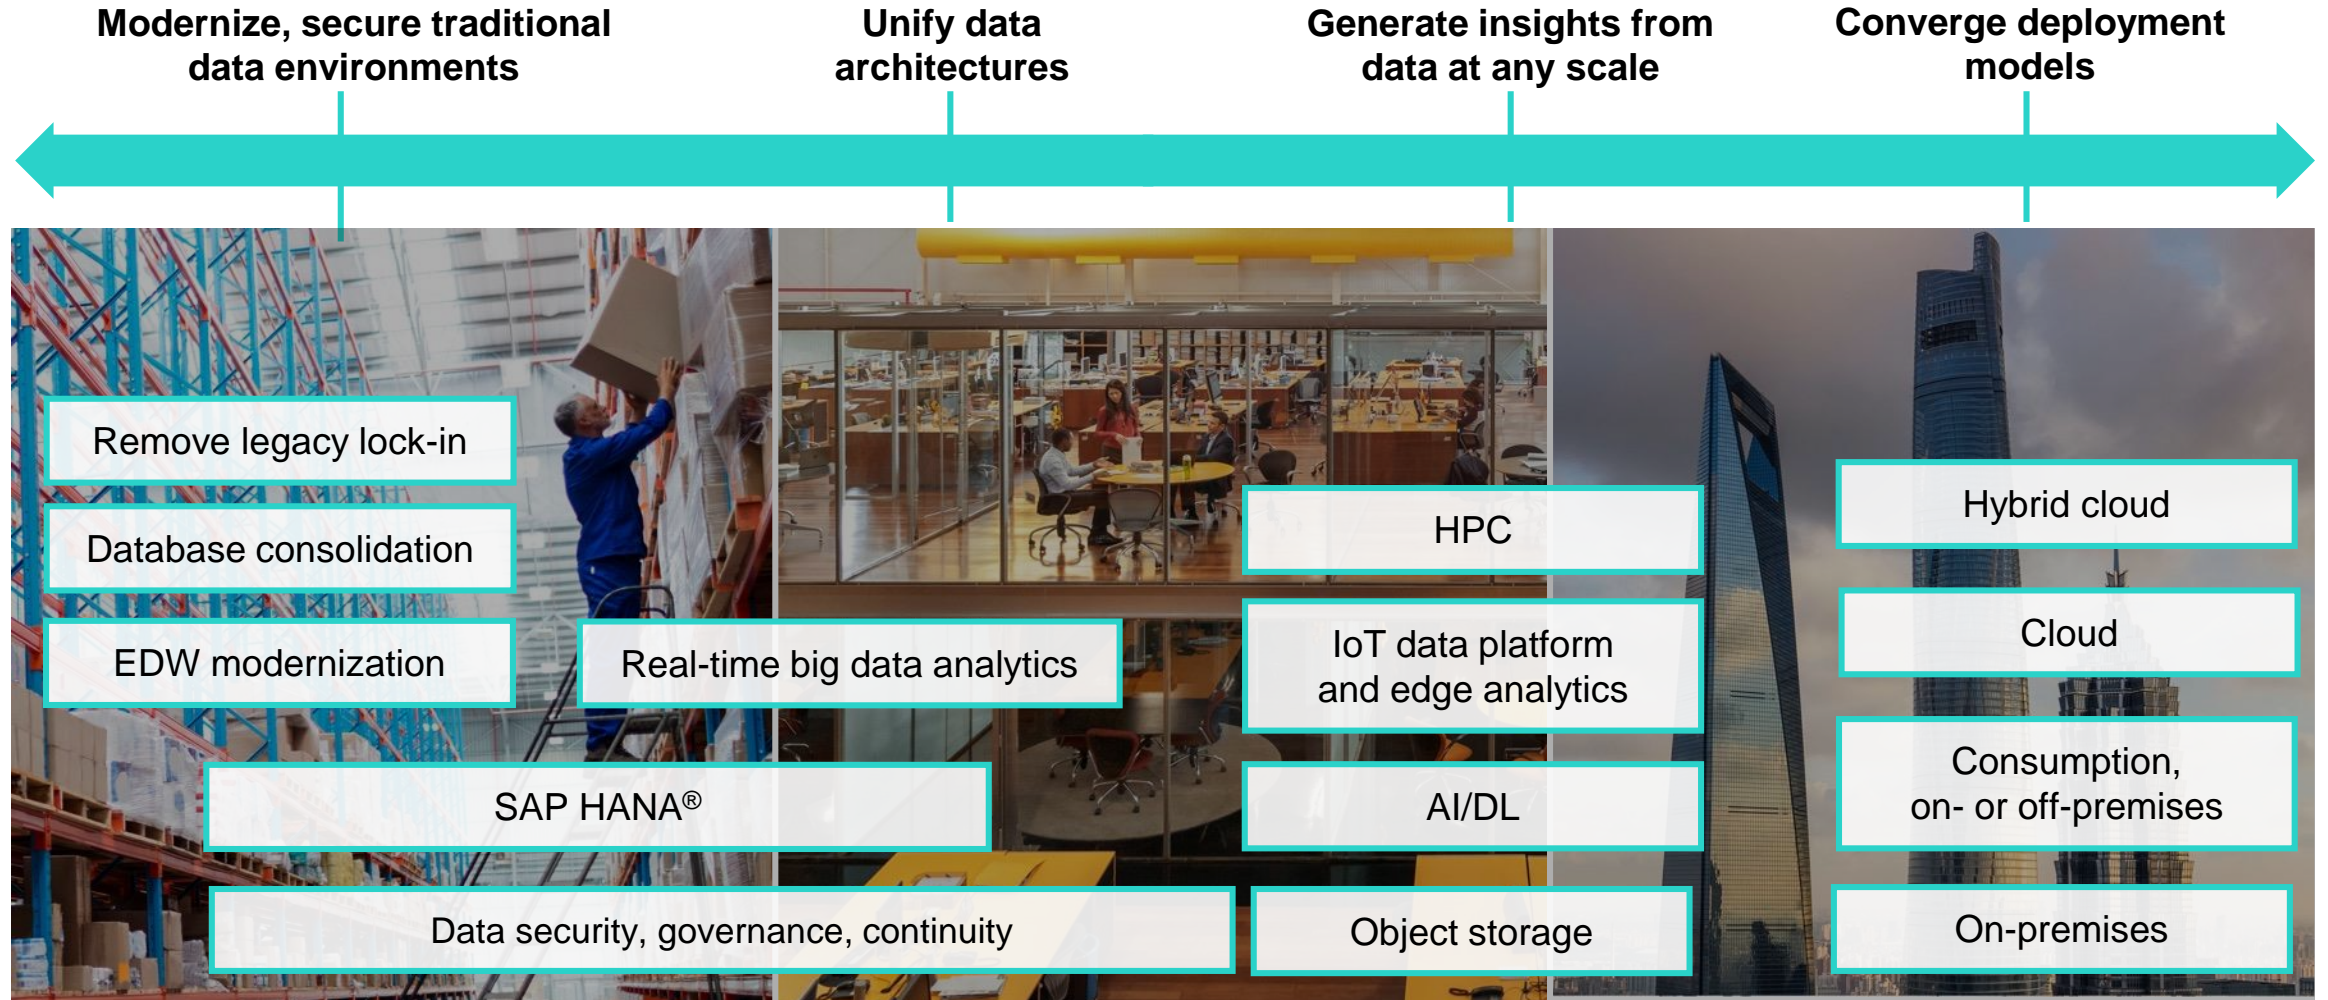 Modernize, secure traditional
data environments
Unify data
architectures
Generate insights from
data at any scale
Converge deployment
models
Remove legacy lock-in
Database consolidation
EDW modernization
Real-time big data analytics
SAP HANA®
Data security, governance, continuity
HPC
IoT data platform
and edge analytics
AI/DL
Object storage
Hybrid cloud
Cloud
Consumption,
on- or off-premises
On-premises